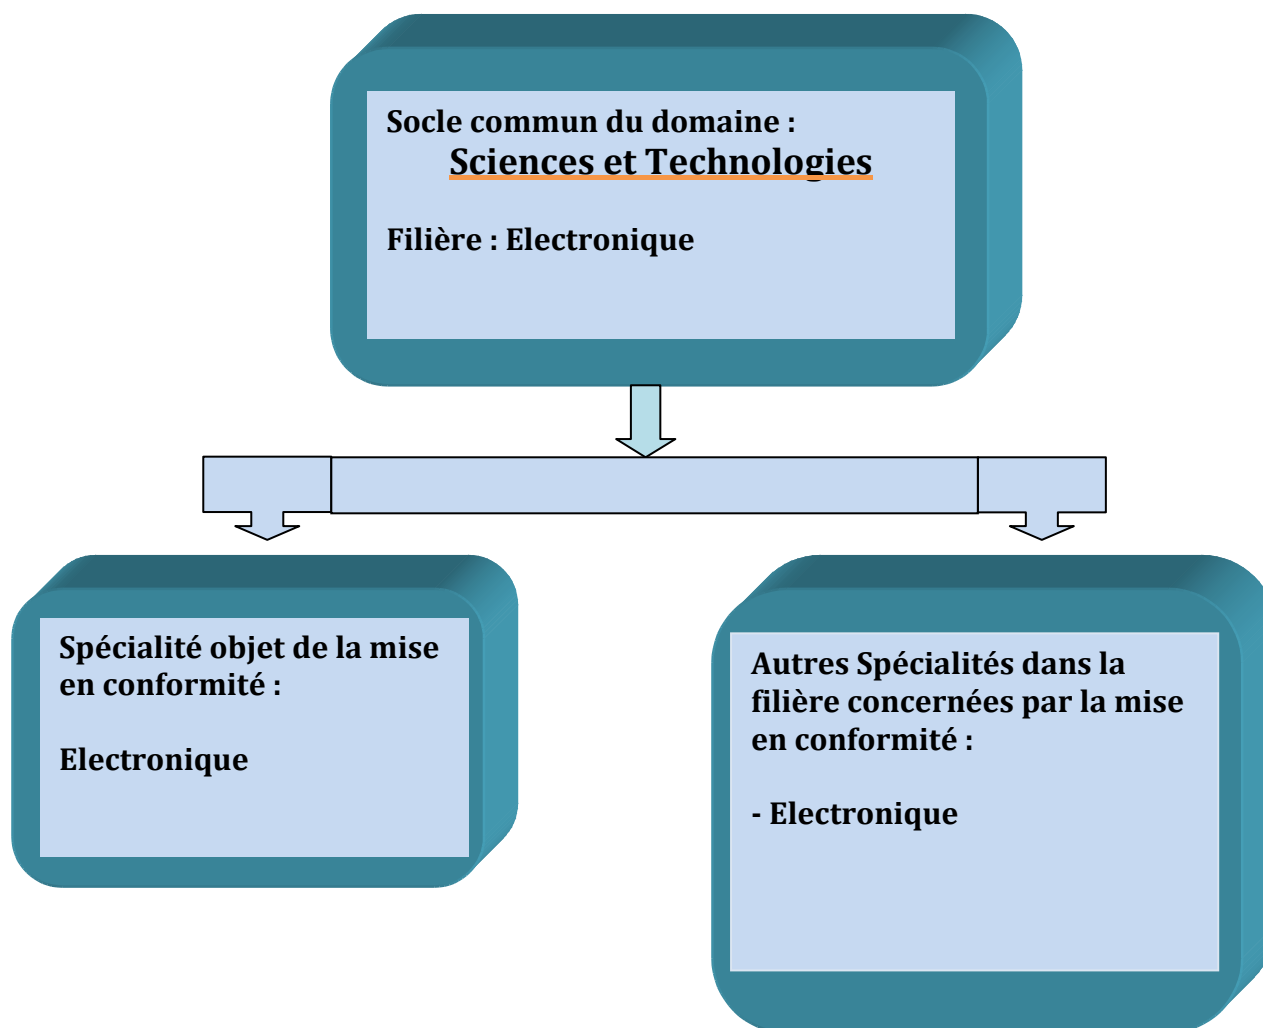 Socle commun du domaine :
Sciences et Technologies
Filière : Electronique
Spécialité objet de la mise
en conformité :
Electronique
Autres Spécialités dans la
filière concernées par la mise
en conformité :
- Electronique